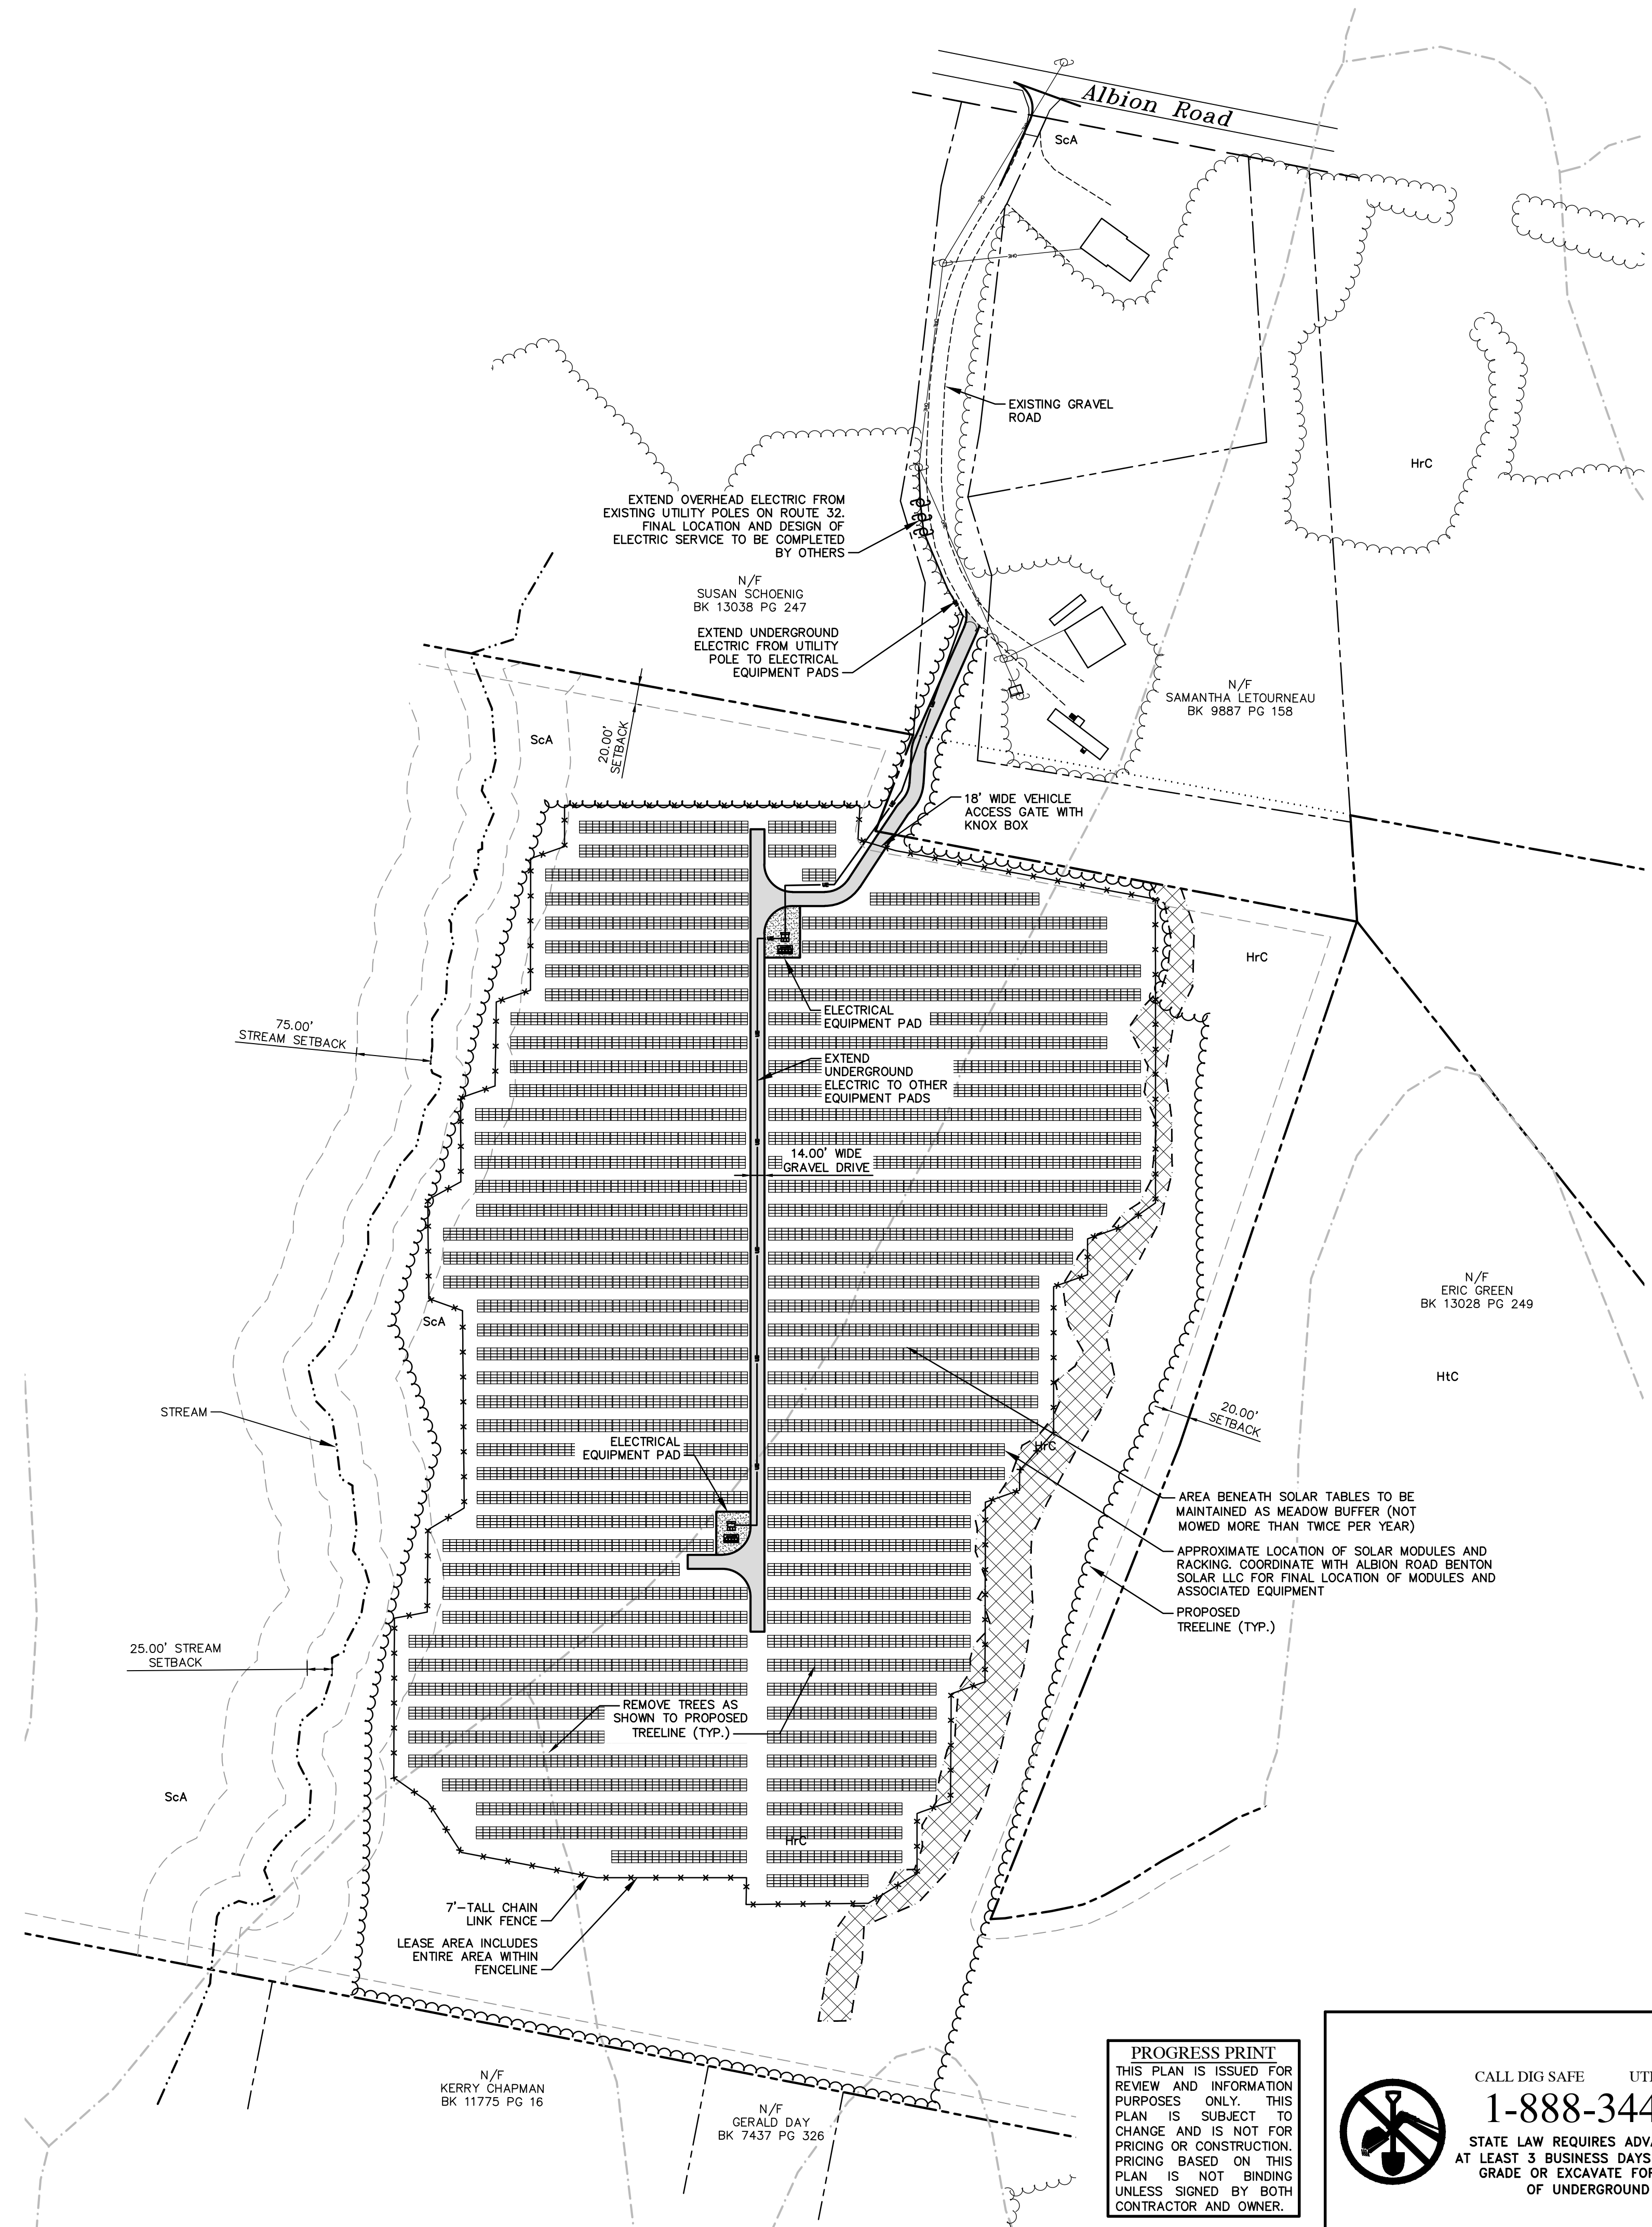 Albion Road
ScA
EXISTING GRAVEL
ROAD
HrC
EXTEND OVERHEAD ELECTRIC FROM
EXISTING UTILITY POLES ON ROUTE 32.
FINAL LOCATION AND DESIGN OF
ELECTRIC SERVICE TO BE COMPLETED
BY OTHERS
N/F
SUSAN SCHOENIG
BK 13038 PG 247
EXTEND UNDERGROUND
ELECTRIC FROM UTILITY
POLE TO ELECTRICAL
EQUIPMENT PADS
N/F
SAMANTHA LETOURNEAU
BK 9887 PG 158
ScA
20.00'
SETBACK
18' WIDE VEHICLE
ACCESS GATE WITH
KNOX BOX
HrC
75.00'
STREAM SETBACK
ELECTRICAL
EQUIPMENT PAD
EXTEND
UNDERGROUND
ELECTRIC TO OTHER
EQUIPMENT PADS
14.00' WIDE
GRAVEL DRIVE
N/F
ERIC GREEN
BK 13028 PG 249
ScA
HtC
STREAM
20.00'
SETBACK
ELECTRICAL
EQUIPMENT PAD
HrC
AREA BENEATH SOLAR TABLES TO BE
MAINTAINED AS MEADOW BUFFER (NOT
MOWED MORE THAN TWICE PER YEAR)
APPROXIMATE LOCATION OF SOLAR MODULES AND
RACKING. COORDINATE WITH ALBION ROAD BENTON
SOLAR LLC FOR FINAL LOCATION OF MODULES AND
ASSOCIATED EQUIPMENT
PROPOSED
TREELINE (TYP.)
25.00' STREAM
SETBACK
REMOVE TREES AS
SHOWN TO PROPOSED
TREELINE (TYP.)
ScA
HrC
7'-TALL CHAIN
LINK FENCE
LEASE AREA INCLUDES
ENTIRE AREA WITHIN
FENCELINE
N/F
KERRY CHAPMAN
BK 11775 PG 16
N/F
GERALD DAY
BK 7437 PG 326
PROGRESS PRINT
THIS PLAN IS ISSUED FOR
REVIEW AND INFORMATION
PURPOSES ONLY. THIS
PLAN IS SUBJECT TO
CHANGE AND IS NOT FOR
PRICING OR CONSTRUCTION.
PRICING BASED ON THIS
PLAN IS NOT BINDING
UNLESS SIGNED BY BOTH
CONTRACTOR AND OWNER.
CALL DIG SAFE
1-888-344
STATE LAW REQUIRES
AT LEAST 3 BUSINESS DAYS
GRADE OR EXCAVATE FOR
OF UNDERGROUND